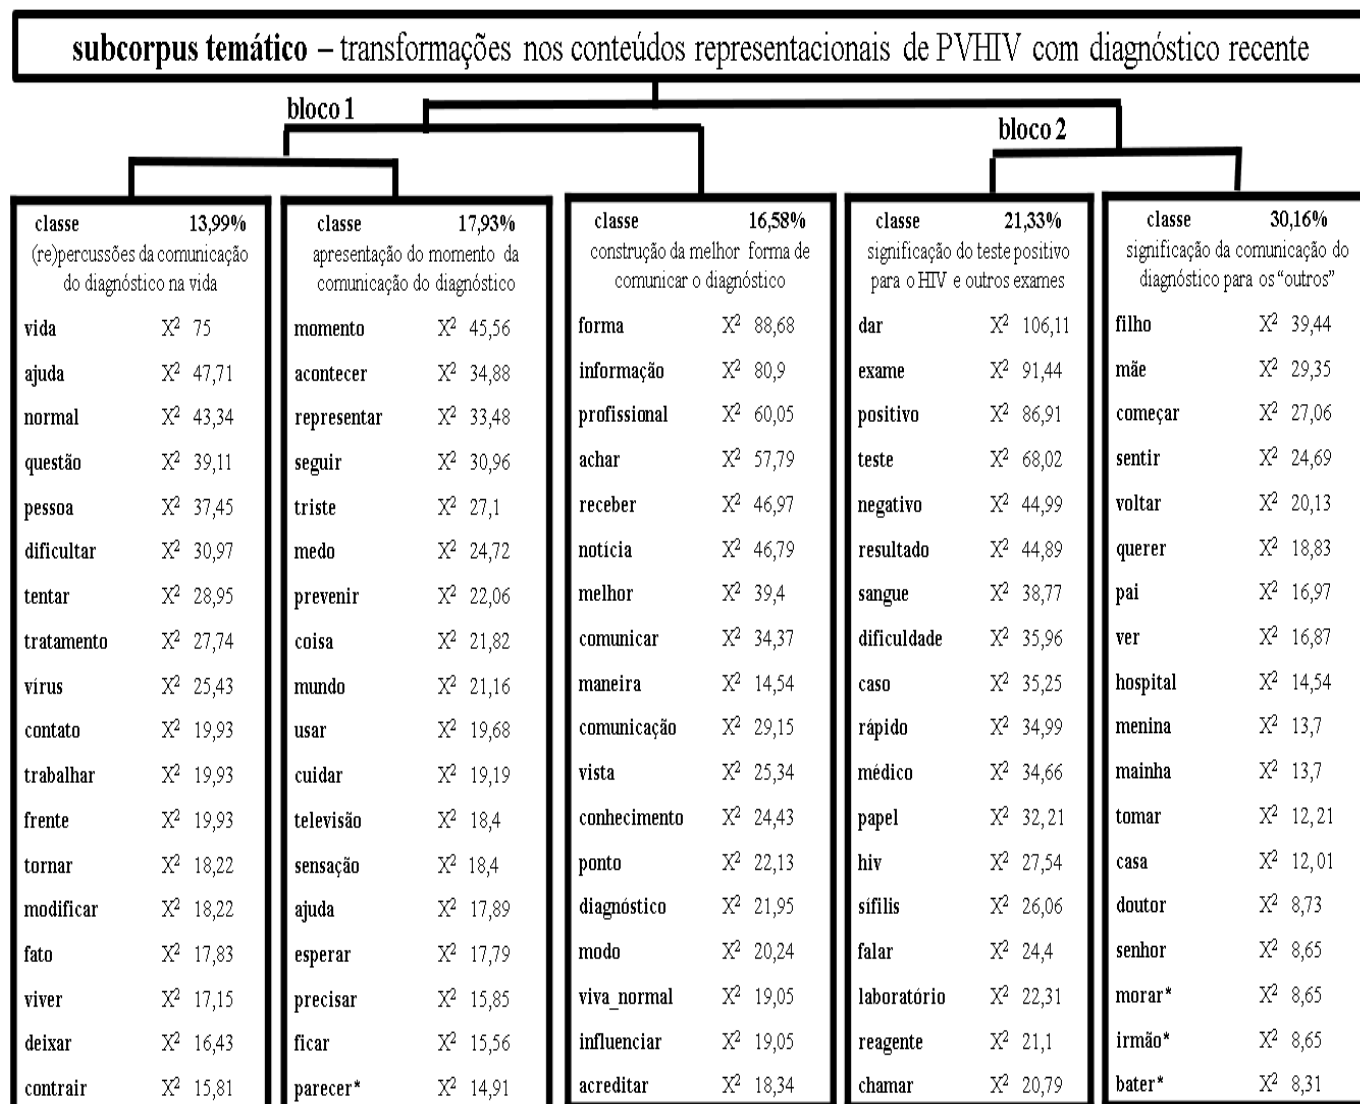 subcorpus temático – transformações nos conteúdos representacionais de PVHIV com diagnóstico recente
bloco 1
bloco 2
classe 13,99%
(re)percussões da comunicação
do diagnóstico na vida
vida X² 75
ajuda X² 47,71
normal X² 43,34
questão X² 39,11
pessoa X² 37,45
dificultar X² 30,97
tentar X² 28,95
tratamento X² 27,74
vírus X² 25,43
contato X² 19,93
trabalhar X² 19,93
frente X² 19,93
tornar X² 18,22
modificar X² 18,22
fato X² 17,83
viver X² 17,15
deixar X² 16,43
contrair X² 15,81
classe 17,93%
apresentação do momento da
comunicação do diagnóstico
momento X² 45,56
acontecer X² 34,88
representar X² 33,48
seguir X² 30,96
triste X² 27,1
medo X² 24,72
prevenir X² 22,06
coisa X² 21,82
mundo X² 21,16
usar X² 19,68
cuidar X² 19,19
televisão X² 18,4
sensação X² 18,4
ajuda X² 17,89
esperar X² 17,79
precisar X² 15,85
ficar X² 15,56
parecer* X² 14,91
classe 16,58%
construção da melhor forma de
comunicar o diagnóstico
forma X² 88,68
informação X² 80,9
profissional X² 60,05
achar X² 57,79
receber X² 46,97
notícia X² 46,79
melhor X² 39,4
comunicar X² 34,37
maneira X² 14,54
comunicação X² 29,15
vista X² 25,34
conhecimento X² 24,43
ponto X² 22,13
diagnóstico X² 21,95
modo X² 20,24
viva_normal X² 19,05
influenciar X² 19,05
acreditar X² 18,34
classe 21,33%
significação do teste positivo
para o HIV e outros exames
dar X² 106,11
exame X² 91,44
positivo X² 86,91
teste X² 68,02
negativo X² 44,99
resultado X² 44,89
sangue X² 38,77
dificuldade X² 35,96
caso X² 35,25
rápido X² 34,99
médico X² 34,66
papel X² 32,21
hiv X² 27,54
sífilis X² 26,06
falar X² 24,4
laboratório X² 22,31
reagente X² 21,1
chamar X² 20,79
classe 30,16%
significação da comunicação do
diagnóstico para os “outros”
filho X² 39,44
mãe X² 29,35
começar X² 27,06
sentir X² 24,69
voltar X² 20,13
querer X² 18,83
pai X² 16,97
ver X² 16,87
hospital X² 14,54
menina X² 13,7
mainha X² 13,7
tomar X² 12,21
casa X² 12,01
doutor X² 8,73
senhor X² 8,65
morar* X² 8,65
irmão* X² 8,65
bater* X² 8,31